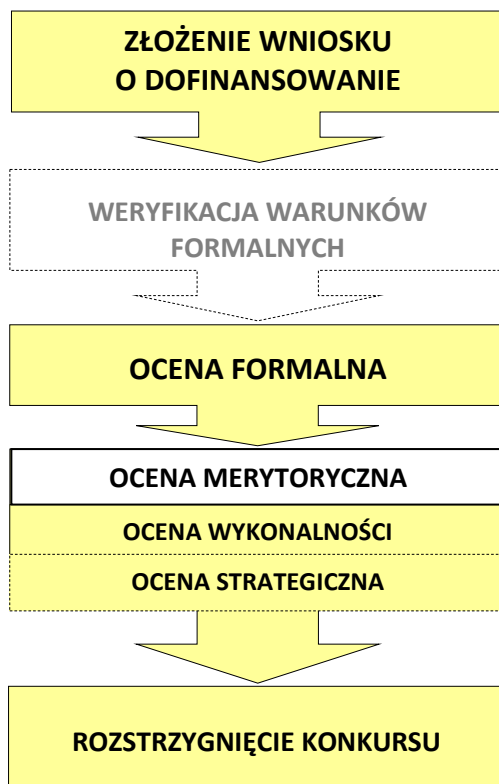 ZŁOŻENIE WNIOSKU
O DOFINANSOWANIE
WERYFIKACJA WARUNKÓW
FORMALNYCH
OCENA FORMALNA
OCENA MERYTORYCZNA
OCENA WYKONALNOŚCI
OCENA STRATEGICZNA
ROZSTRZYGNIĘCIE KONKURSU